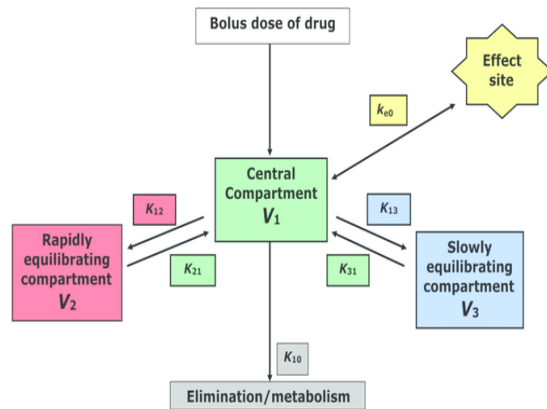 Bolus dose of drug
Effect
site
kₑ₀
Central
Compartment
V₁
K₁₂
K₁₃
Rapidly
equilibrating
compartment
V₂
K₂₁
K₃₁
Slowly
equilibrating
compartment
V₃
K₁₀
Elimination/metabolism